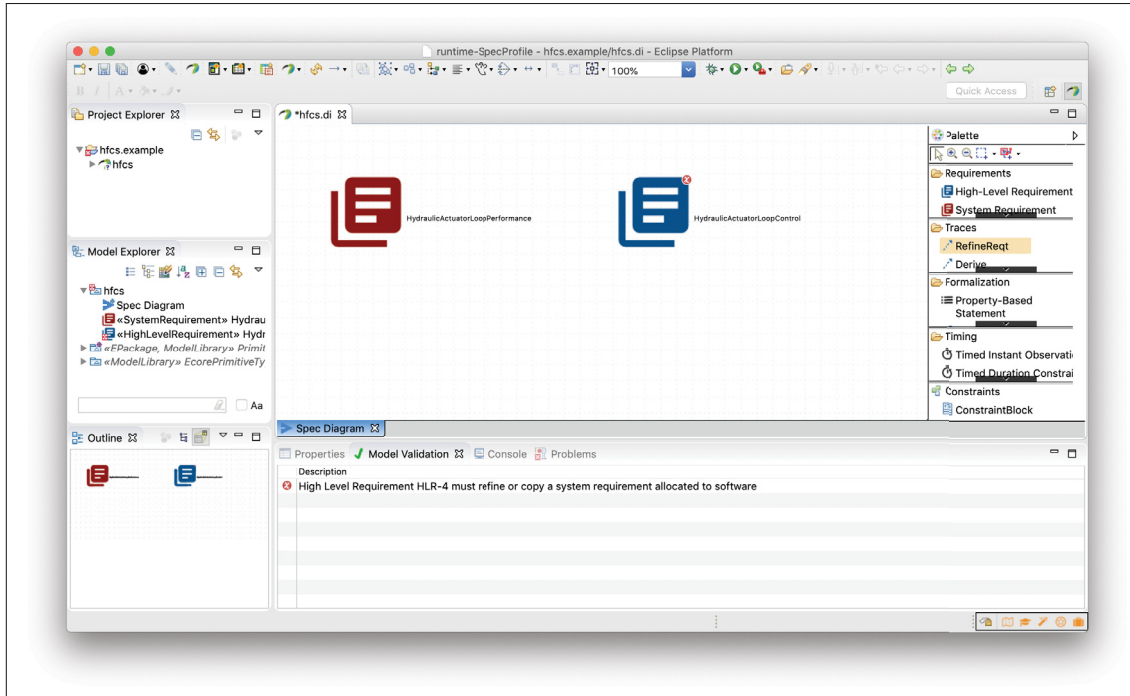 runtime-SpecProfile - hfcs.example/hfcs.di - Eclipse Platform
100%
B I A
Quick Access
Project Explorer
hfcs.example
hfcs
*hfcs.di
HydraulicActuatorLoopPerformance
HydraulicActuatorLoopControl
Palette
Requirements
High-Level Requirement
System Requirement
Traces
RefineReqt
Derive
Formalization
Property-Based
Statement
Timing
Timed Instant Observati
Timed Duration Constrai
Constraints
ConstraintBlock
Model Explorer
hfcs
Spec Diagram
«SystemRequirement» Hydrau
«HighLevelRequirement» Hydr
«EPackage, ModelLibrary» Primit
«ModelLibrary» EcorePrimitiveTy
Aa
Spec Diagram
Outline
Properties Model Validation Console Problems
Description
High Level Requirement HLR-4 must refine or copy a system requirement allocated to software